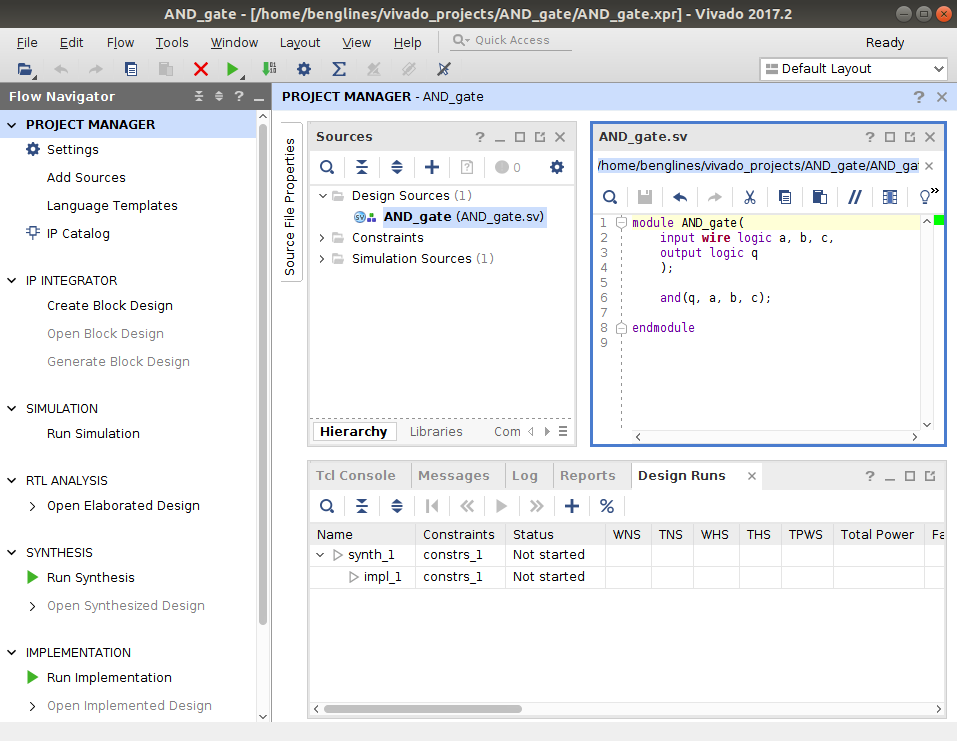 AND_gate - [/home/benglines/vivado_projects/AND_gate/AND_gate.xpr] - Vivado 2017.2
File Edit Flow Tools Window Layout View Help Quick Access Ready
Default Layout
Flow Navigator
PROJECT MANAGER
Settings
Add Sources
Language Templates
IP Catalog
IP INTEGRATOR
Create Block Design
Open Block Design
Generate Block Design
SIMULATION
Run Simulation
RTL ANALYSIS
Open Elaborated Design
SYNTHESIS
Run Synthesis
Open Synthesized Design
IMPLEMENTATION
Run Implementation
Open Implemented Design
PROJECT MANAGER - AND_gate
Source File Properties
Sources
0
Design Sources (1)
AND_gate (AND_gate.sv)
Constraints
Simulation Sources (1)
Hierarchy Libraries Com
AND_gate.sv
/home/benglines/vivado_projects/AND_gate/AND_gat
1 module AND_gate(
2 input wire logic a, b, c,
3 output logic q
4 );
5
6 and(q, a, b, c);
7
8 endmodule
9
Tcl Console Messages Log Reports Design Runs
Name Constraints Status WNS TNS WHS THS TPWS Total Power Fa
synth_1 constrs_1 Not started
impl_1 constrs_1 Not started